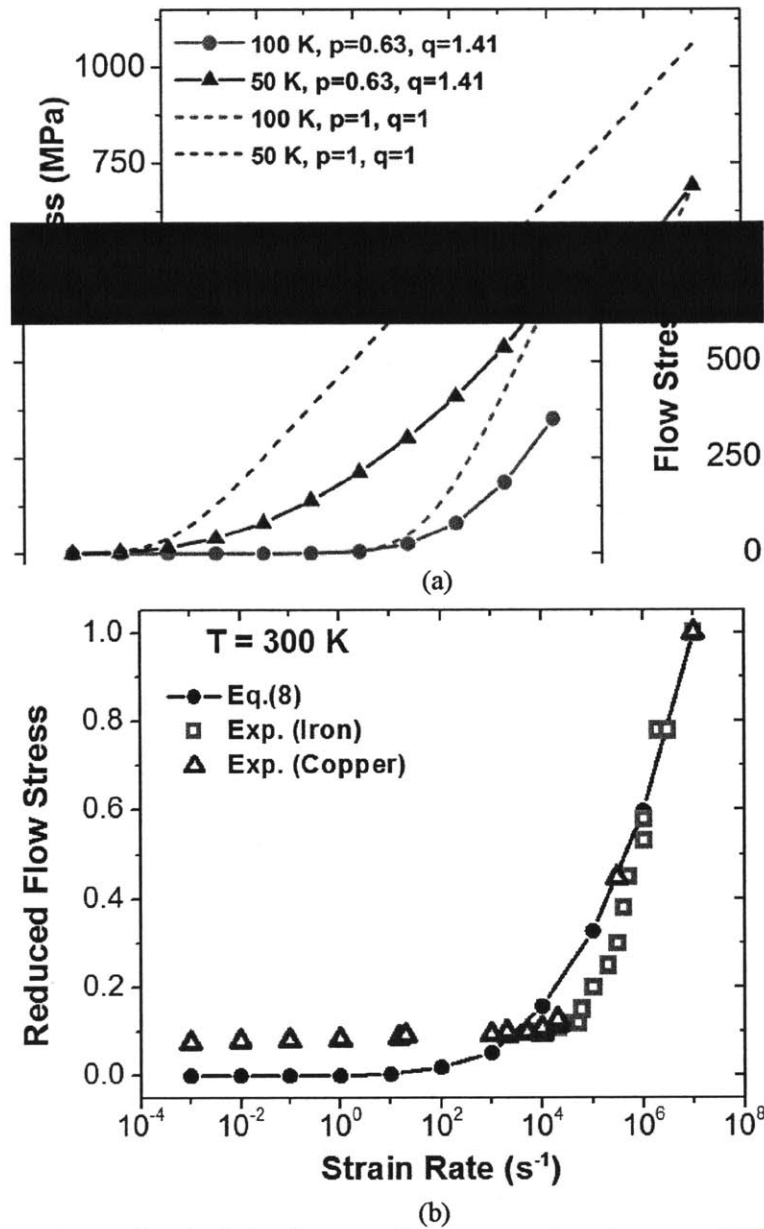 1000
750
100 K, p=0.63, q=1.41
50 K, p=0.63, q=1.41
100 K, p=1, q=1
50 K, p=1, q=1
ss (MPa)
Flow Stres
500
250
0
(a)
T = 300 K
Eq.(8)
Exp. (Iron)
Exp. (Copper)
1.0
0.8
0.6
0.4
0.2
0.0
Reduced Flow Stress
10⁻⁴
10⁻²
10⁰
10²
10⁴
10⁶
10⁸
Strain Rate (s⁻¹)
(b)